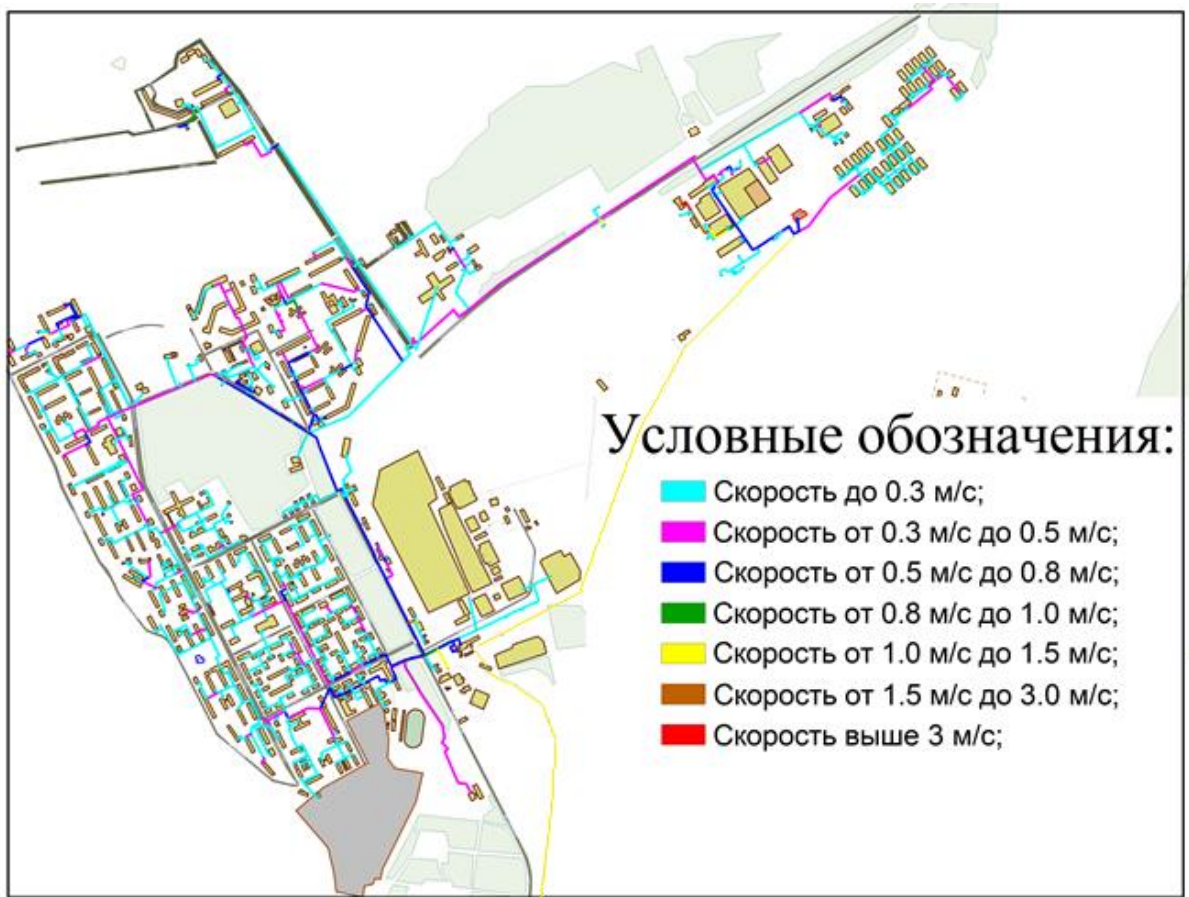 Условные обозначения:
Скорость до 0.3 м/с;
Скорость от 0.3 м/с до 0.5 м/с;
Скорость от 0.5 м/с до 0.8 м/с;
Скорость от 0.8 м/с до 1.0 м/с;
Скорость от 1.0 м/с до 1.5 м/с;
Скорость от 1.5 м/с до 3.0 м/с;
Скорость выше 3 м/с;